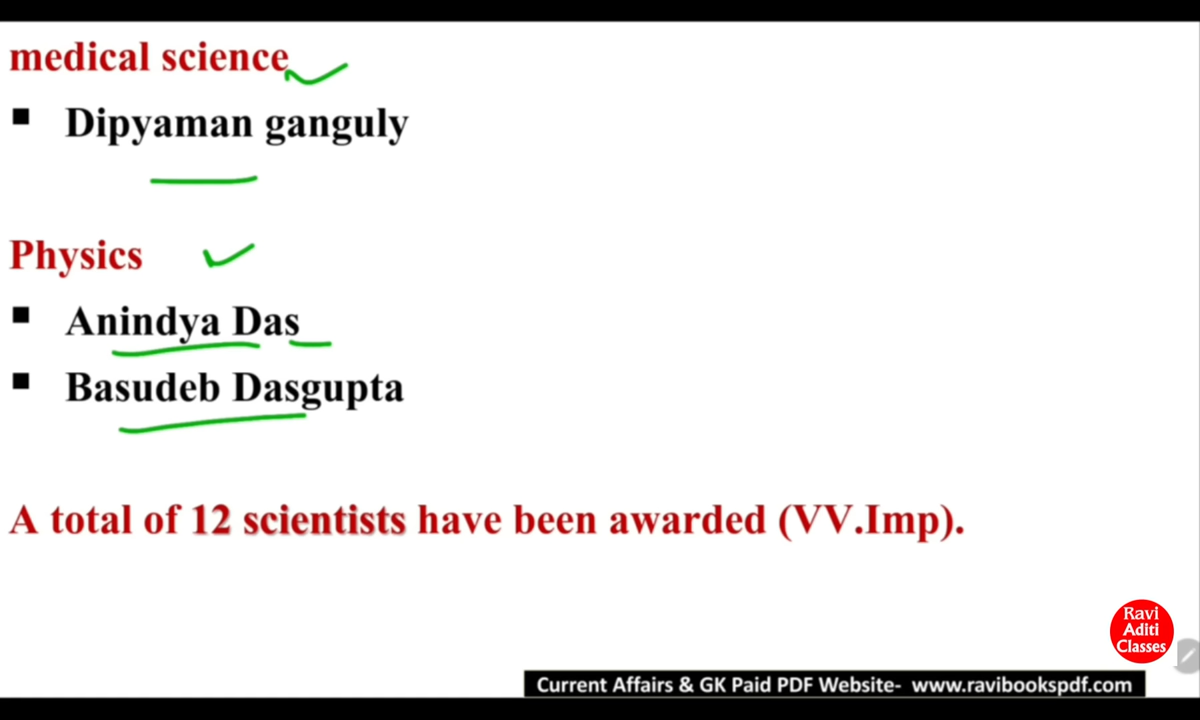 medical science
Dipyaman ganguly
Physics
Anindya Das
Basudeb Dasgupta
A total of 12 scientists have been awarded (VV.Imp).
Ravi
Aditi
Classes
Current Affairs & GK Paid PDF Website- www.ravibookspdf.com